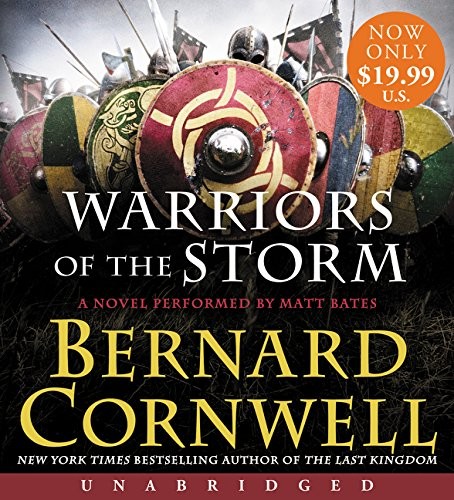 NOW
ONLY
$19.99
U.S.
WARRIORS
OF THE STORM
A NOVEL PERFORMED BY MATT BATES
BERNARD
CORNWELL
NEW YORK TIMES BESTSELLING AUTHOR OF THE LAST KINGDOM
UNABRIDGED